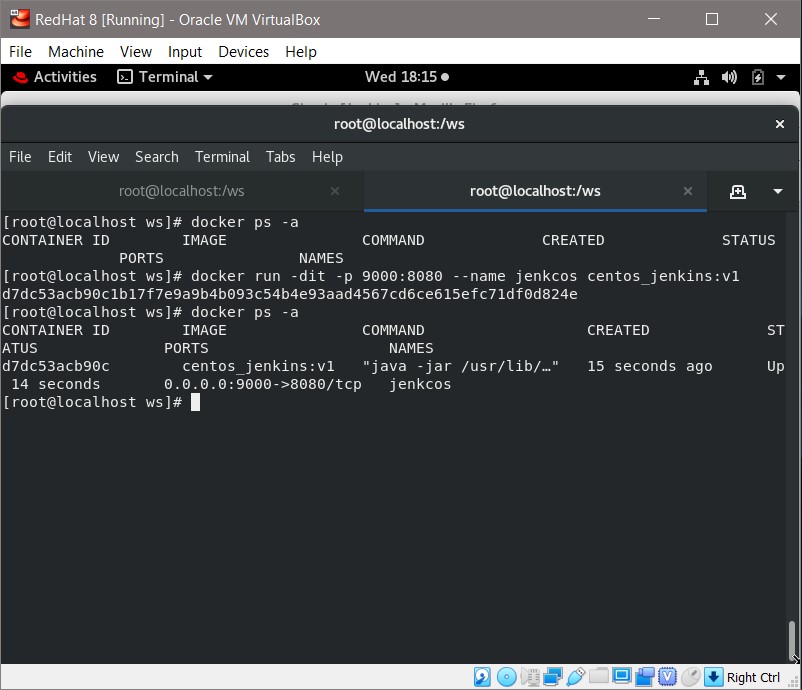 RedHat 8 [Running] - Oracle VM VirtualBox
File Machine View Input Devices Help
Activities Terminal Wed 18:15
root@localhost:/ws
File Edit View Search Terminal Tabs Help
root@localhost:/ws root@localhost:/ws
[root@localhost ws]# docker ps -a
CONTAINER ID IMAGE COMMAND CREATED STATUS
PORTS NAMES
[root@localhost ws]# docker run -dit -p 9000:8080 --name jenkcos centos_jenkins:v1
d7dc53acb90c1b17f7e9a9b4b093c54b4e93aad4567cd6ce615efc71df0d824e
[root@localhost ws]# docker ps -a
CONTAINER ID IMAGE COMMAND CREATED ST
ATUS PORTS NAMES
d7dc53acb90c centos_jenkins:v1 "java -jar /usr/lib/…" 15 seconds ago Up
14 seconds 0.0.0.0:9000->8080/tcp jenkcos
[root@localhost ws]#
Right Ctrl